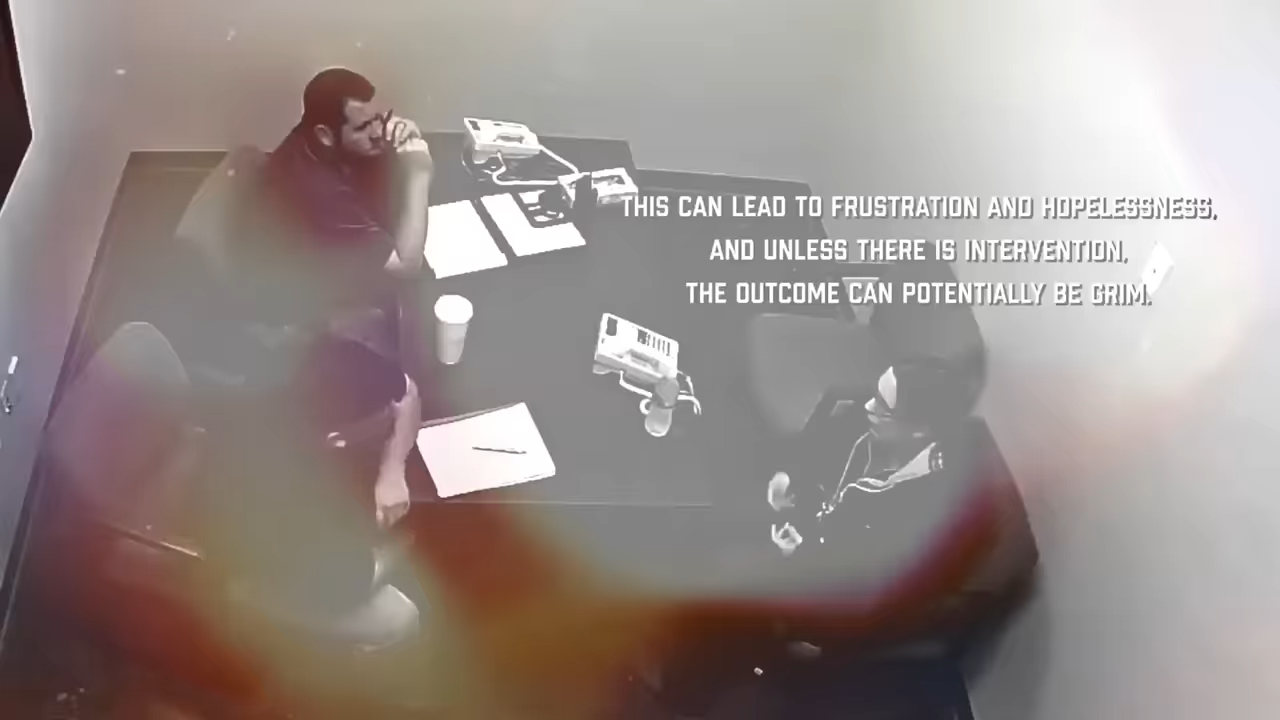 THIS CAN LEAD TO FRUSTRATION AND HOPELESSNESS,
AND UNLESS THERE IS INTERVENTION,
THE OUTCOME CAN POTENTIALLY BE GRIM.